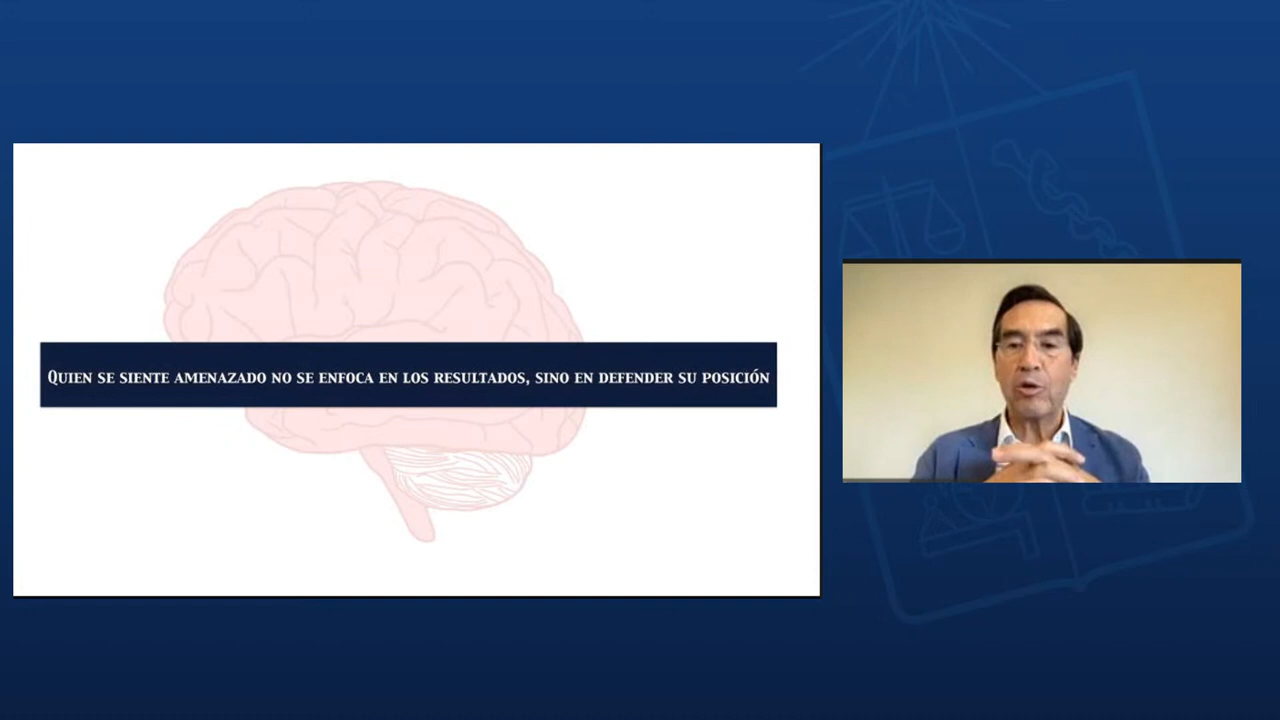 Quien se siente amenazado no se enfoca en los resultados, sino en defender su posición